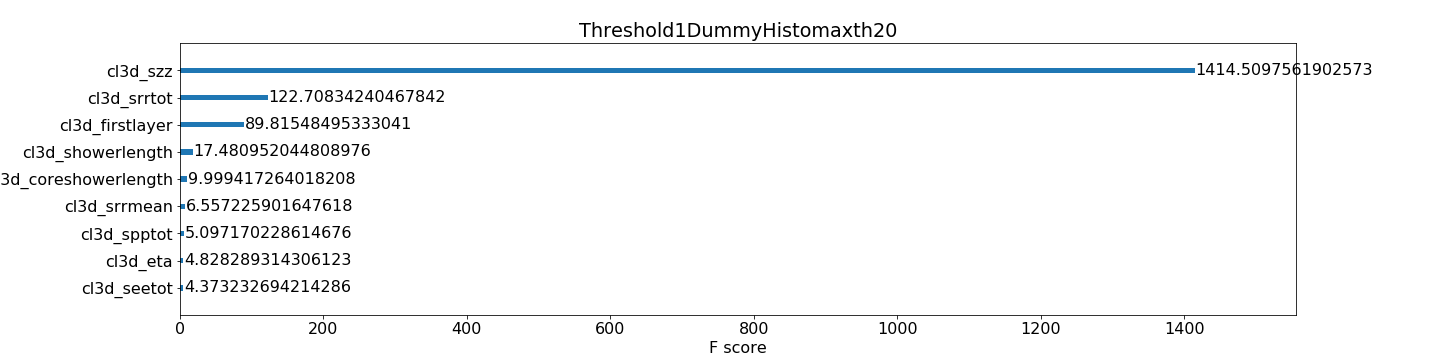 Threshold1DummyHistomaxth20
cl3d_szz 1414.5097561902573
cl3d_srrtot 122.70834240467842
cl3d_firstlayer 89.81548495333041
cl3d_showerlength 17.480952044808976
3d_coreshowerlength 9.999417264018208
cl3d_srrmean 6.557225901647618
cl3d_spptot 5.097170228614676
cl3d_eta 4.828289314306123
cl3d_seetot 4.373232694214286
0 200 400 600 800 1000 1200 1400
F score